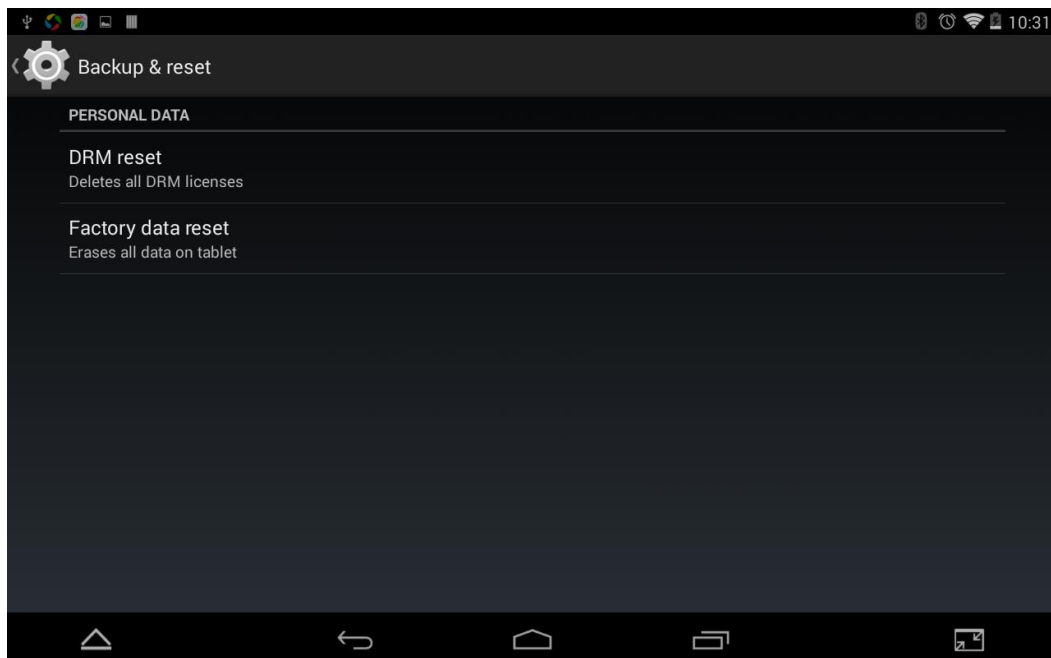 10:31
Backup & reset
PERSONAL DATA
DRM reset
Deletes all DRM licenses
Factory data reset
Erases all data on tablet